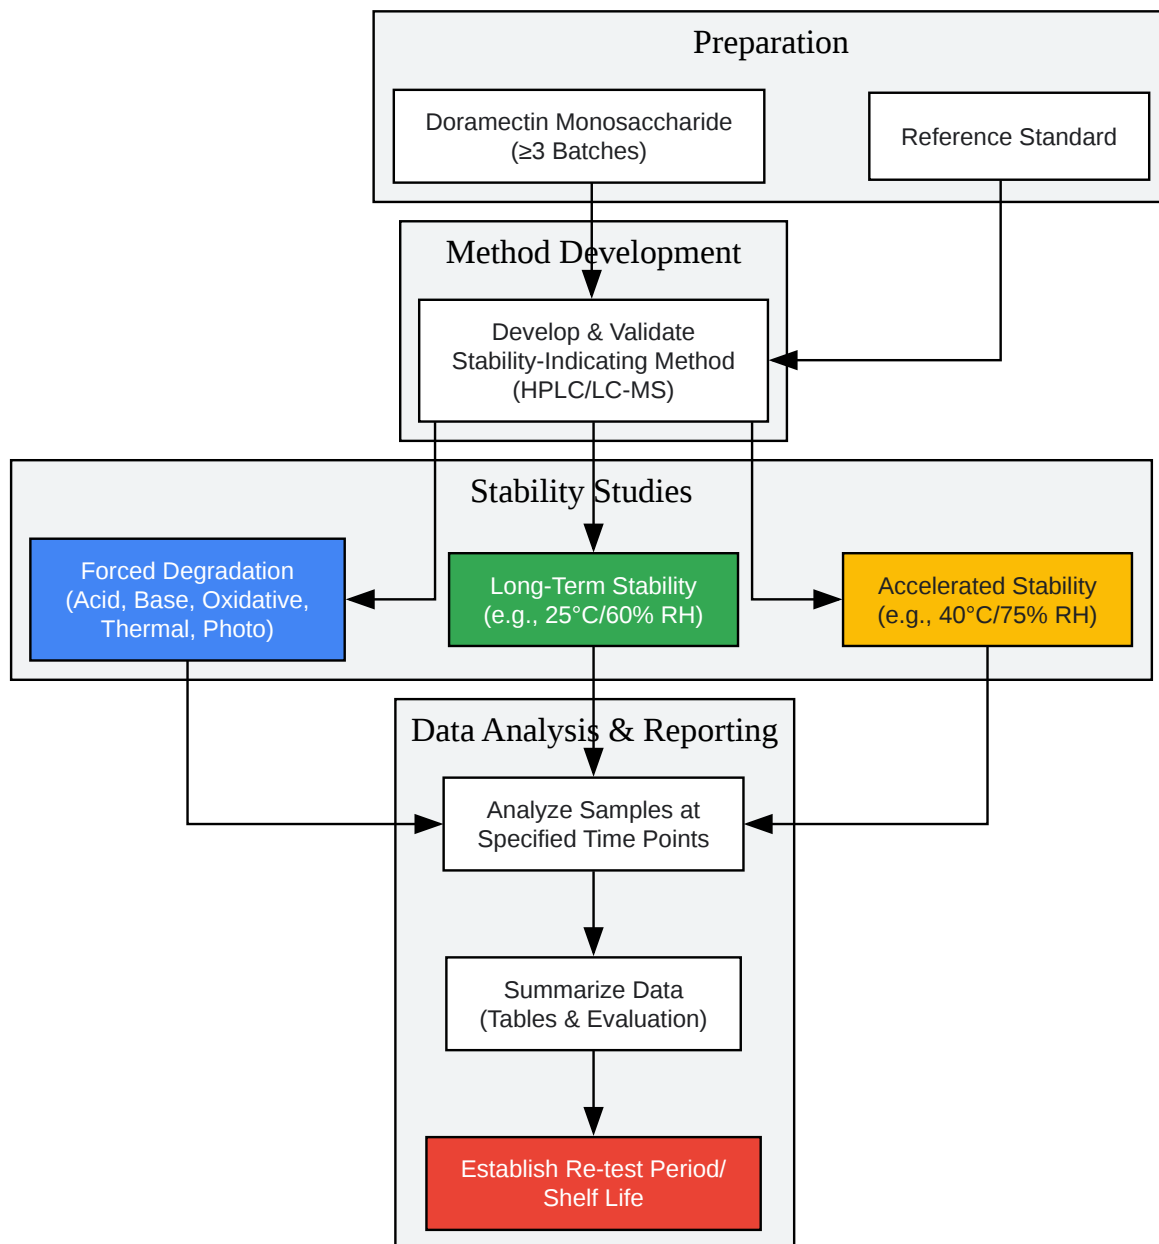 Preparation
Doramectin Monosaccharide
(≥3 Batches)
Reference Standard
Method Development
Develop & Validate
Stability-Indicating Method
(HPLC/LC-MS)
Stability Studies
Forced Degradation
(Acid, Base, Oxidative,
Thermal, Photo)
Long-Term Stability
(e.g., 25°C/60% RH)
Accelerated Stability
(e.g., 40°C/75% RH)
Data Analysis & Reporting
Analyze Samples at
Specified Time Points
Summarize Data
(Tables & Evaluation)
Establish Re-test Period/
Shelf Life